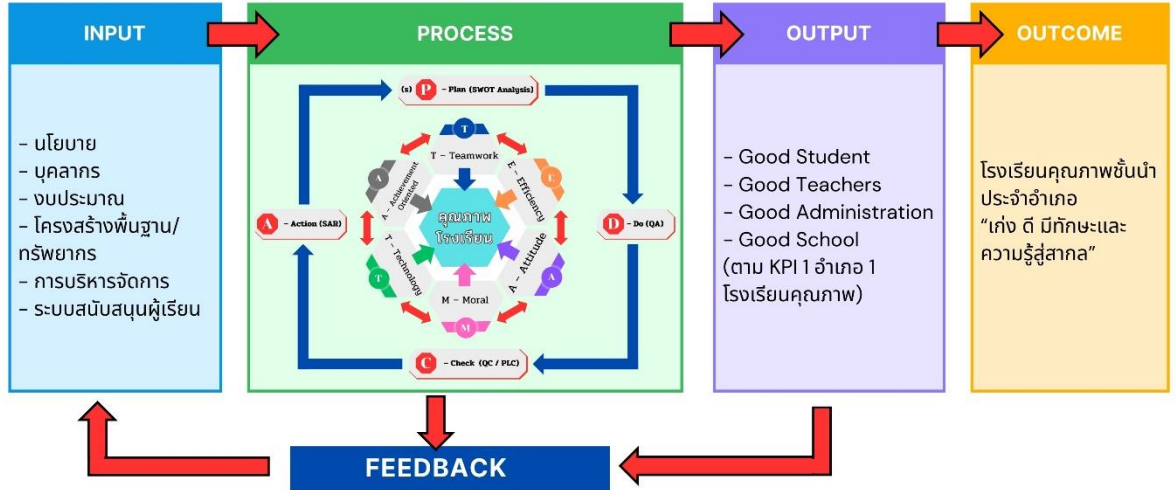 INPUT
PROCESS
OUTPUT
OUTCOME
– นโยบาย
– บุคลากร
– งบประมาณ
– โครงสร้างพื้นฐาน/
ทรัพยากร
– การบริหารจัดการ
– ระบบสนับสนุนผู้เรียน
(s) P – Plan (SWOT Analysis)
T
T – Teamwork
E
E – Efficiency
A
A – Attitude
M – Moral
M
T
T – Technology
A
A – Achievement
Oriented
คุณภาพ
โรงเรียน
D – Do (QA)
C – Check (QC / PLC)
A – Action (SAR)
– Good Student
– Good Teachers
– Good Administration
– Good School
(ตาม KPI 1 อำเภอ 1
โรงเรียนคุณภาพ)
โรงเรียนคุณภาพชั้นนำ
ประจำอำเภอ
“เก่ง ดี มีทักษะและ
ความรู้สู่สากล”
FEEDBACK